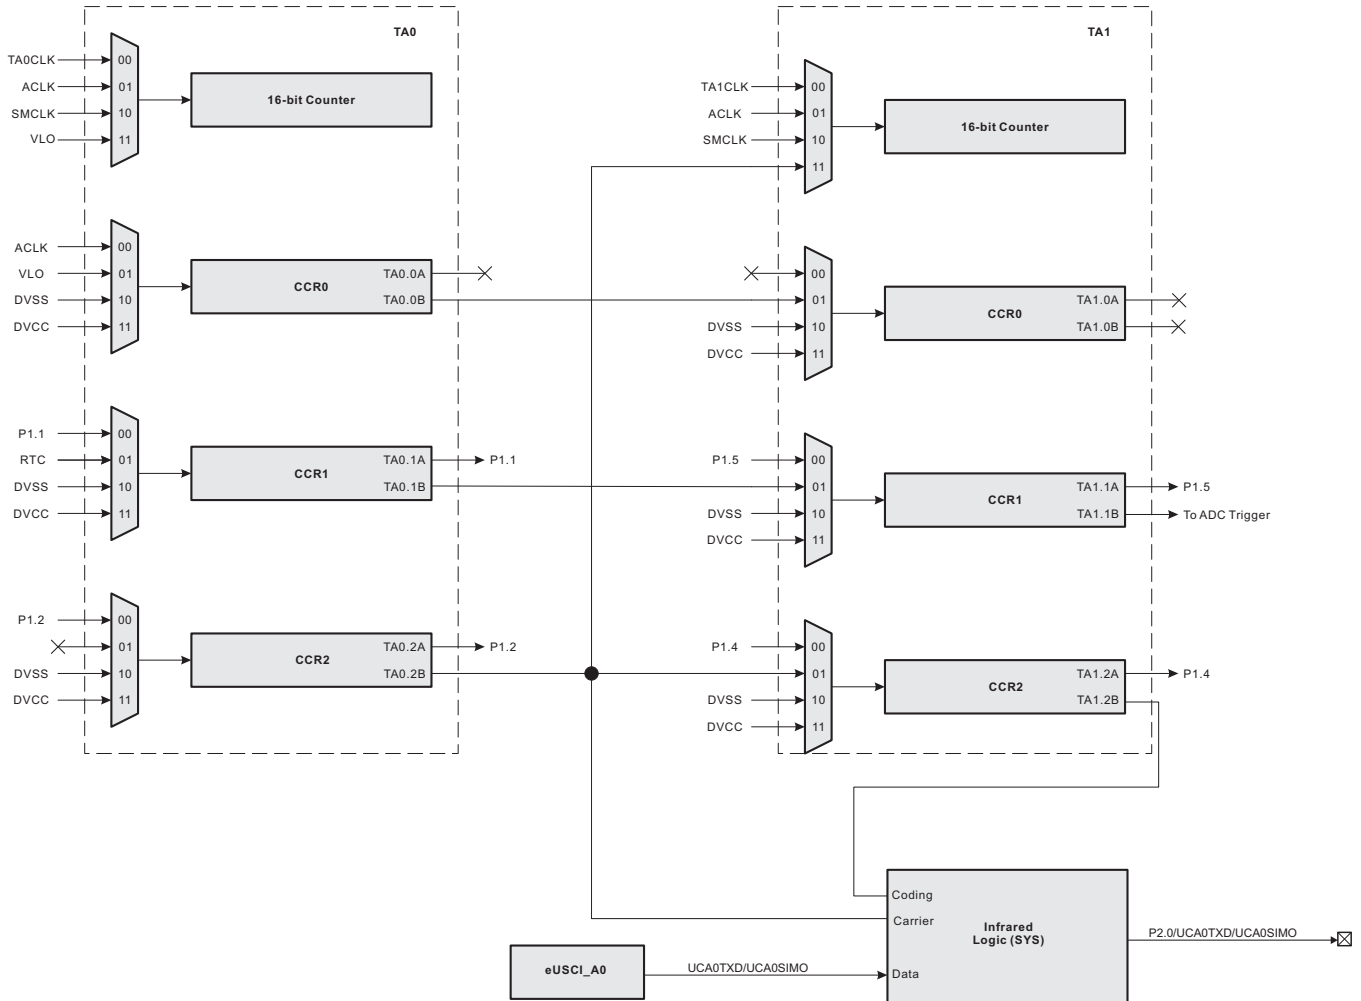 TA0
TA0CLK
00
ACLK
01
SMCLK
10
VLO
11
16-bit Counter
ACLK
00
VLO
01
DVSS
10
DVCC
11
CCR0
TA0.0A
TA0.0B
P1.1
00
RTC
01
DVSS
10
DVCC
11
CCR1
TA0.1A
P1.1
TA0.1B
P1.2
00
01
DVSS
10
DVCC
11
CCR2
TA0.2A
P1.2
TA0.2B
TA1
TA1CLK
00
ACLK
01
SMCLK
10
11
16-bit Counter
00
01
DVSS
10
DVCC
11
CCR0
TA1.0A
TA1.0B
P1.5
00
01
DVSS
10
DVCC
11
CCR1
TA1.1A
P1.5
TA1.1B
To ADC Trigger
P1.4
00
01
DVSS
10
DVCC
11
CCR2
TA1.2A
P1.4
TA1.2B
Coding
Carrier
Infrared
Logic (SYS)
Data
eUSCI_A0
UCA0TXD/UCA0SIMO
P2.0/UCA0TXD/UCA0SIMO